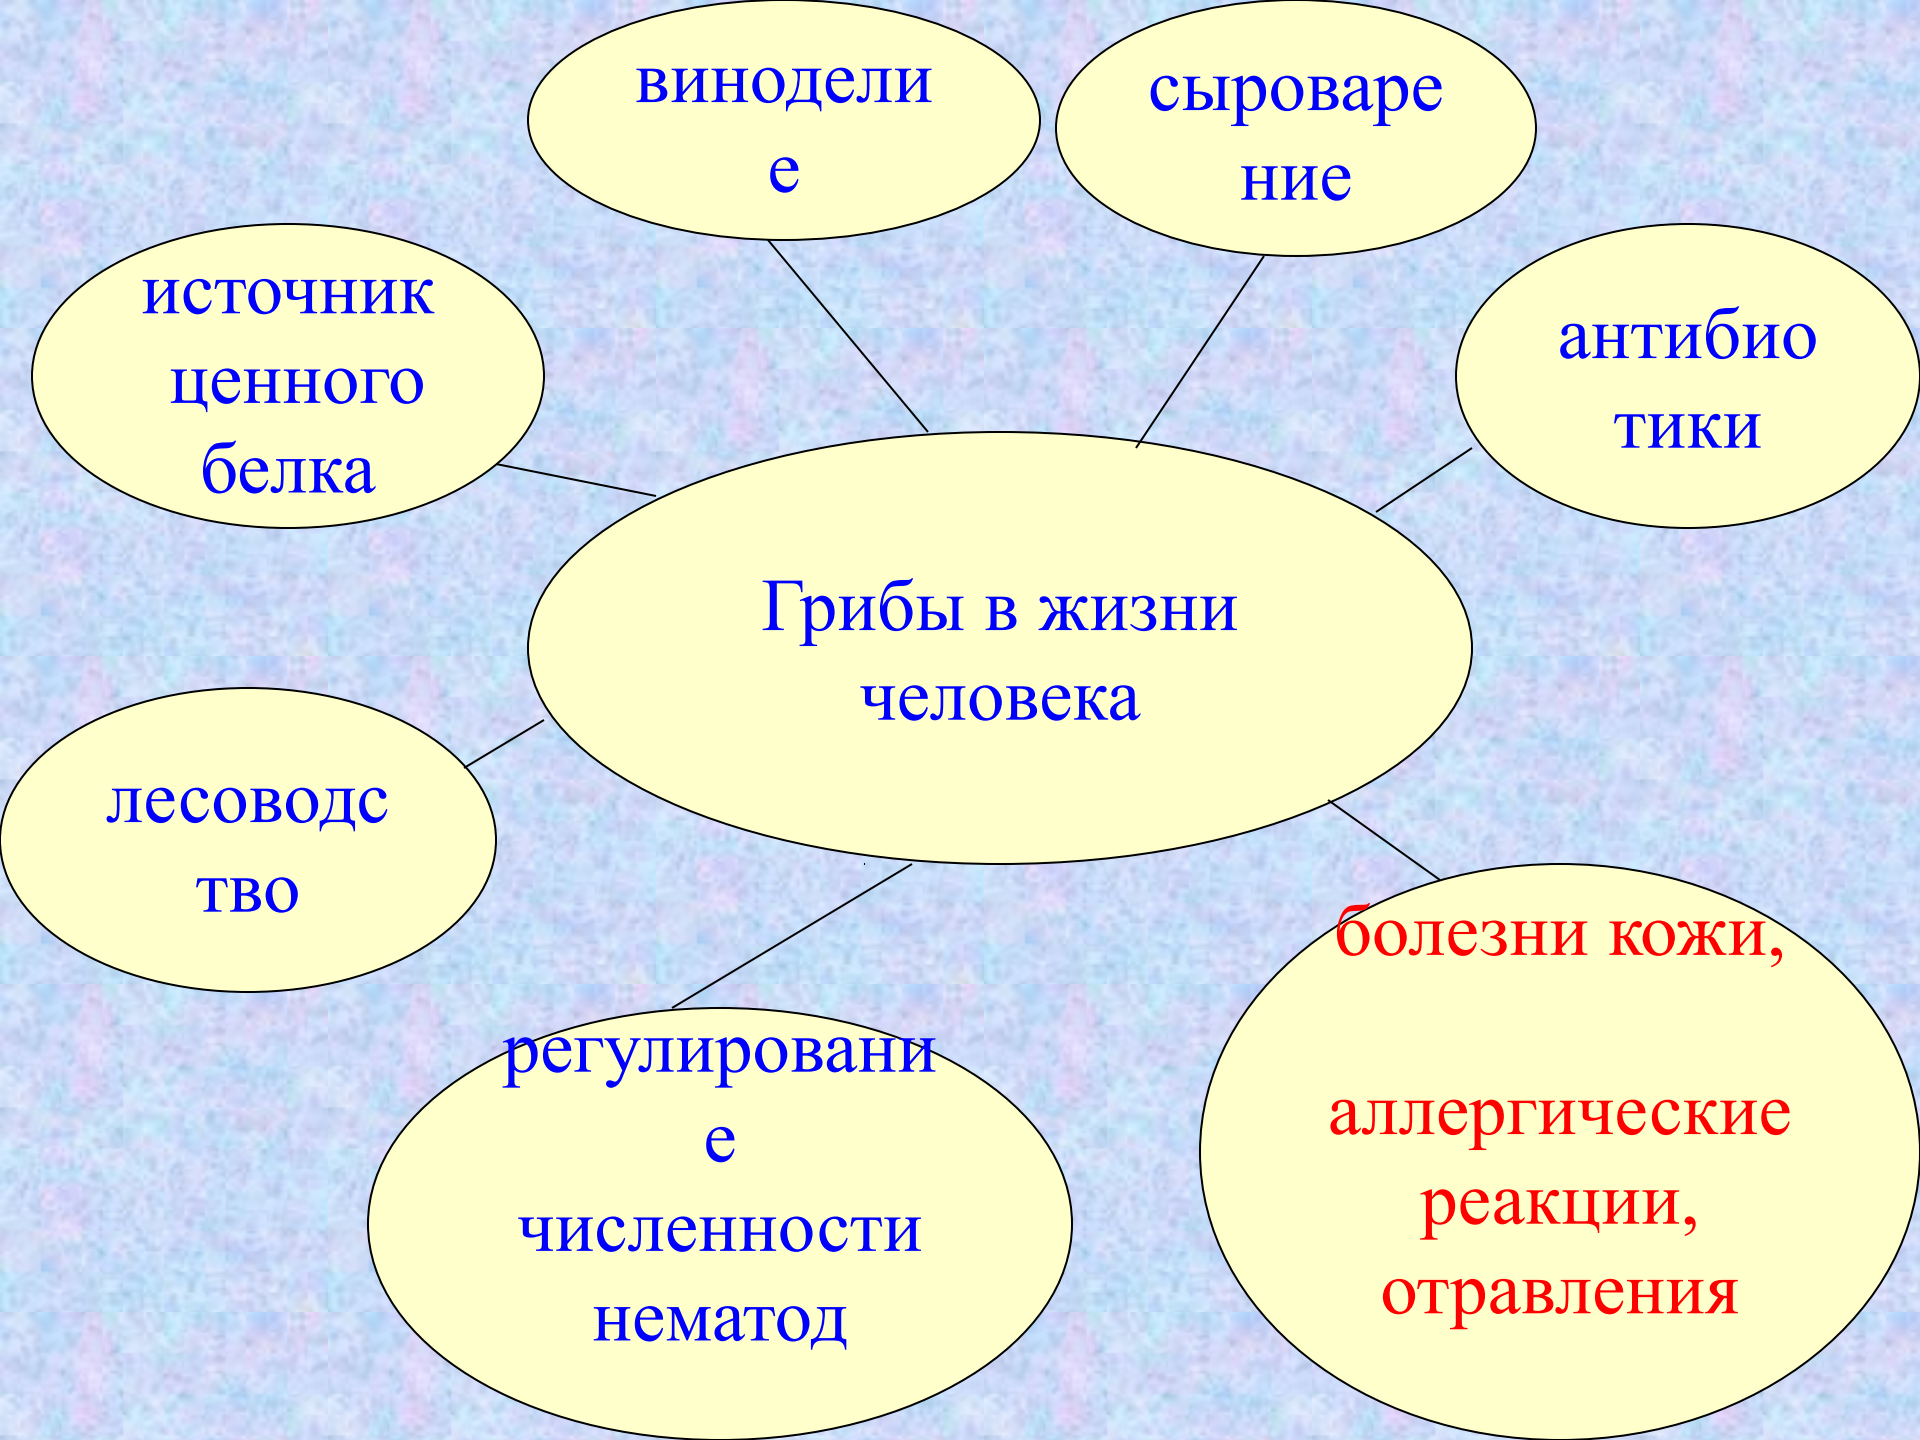 виноделие
е
сыроваре
ние
источник
ценного
белка
антибио
тики
Грибы в жизни
человека
лесоводс
тво
регулировани
е
численности
нематод
болезни кожи,
аллергические
реакции,
отравления